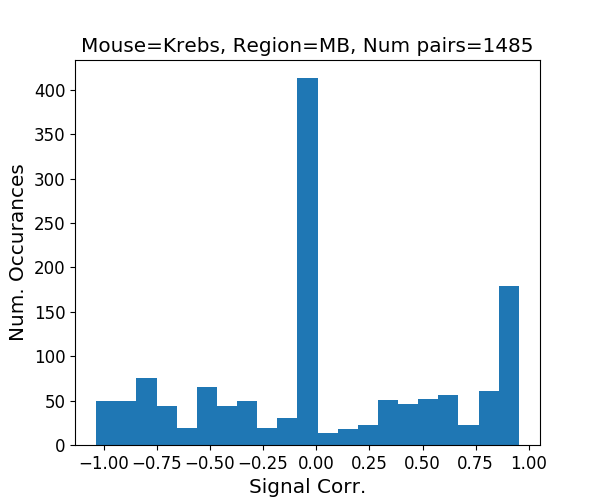 Mouse=Krebs, Region=MB, Num pairs=1485
400
350
300
250
200
150
100
50
0
Num. Occurances
−1.00 −0.75 −0.50 −0.25 0.00 0.25 0.50 0.75 1.00
Signal Corr.